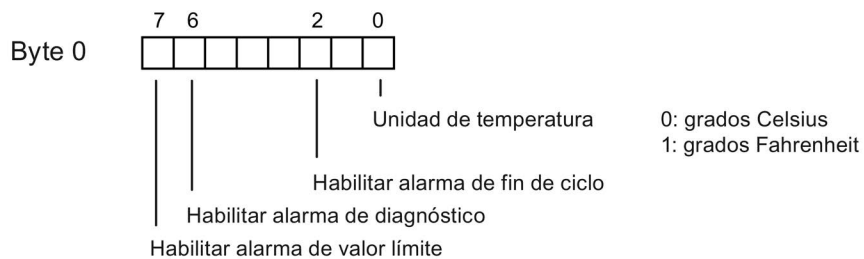 7 6 2 0
Byte 0
Unidad de temperatura 0: grados Celsius
1: grados Fahrenheit
Habilitar alarma de fin de ciclo
Habilitar alarma de diagnóstico
Habilitar alarma de valor límite